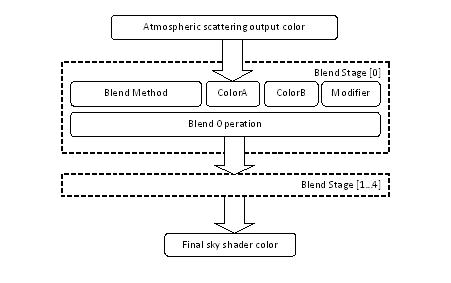 Atmospheric scattering output color
Blend Stage [0]
Blend Method ColorA ColorB Modifier
Blend Operation
Blend Stage [1...4]
Final sky shader color